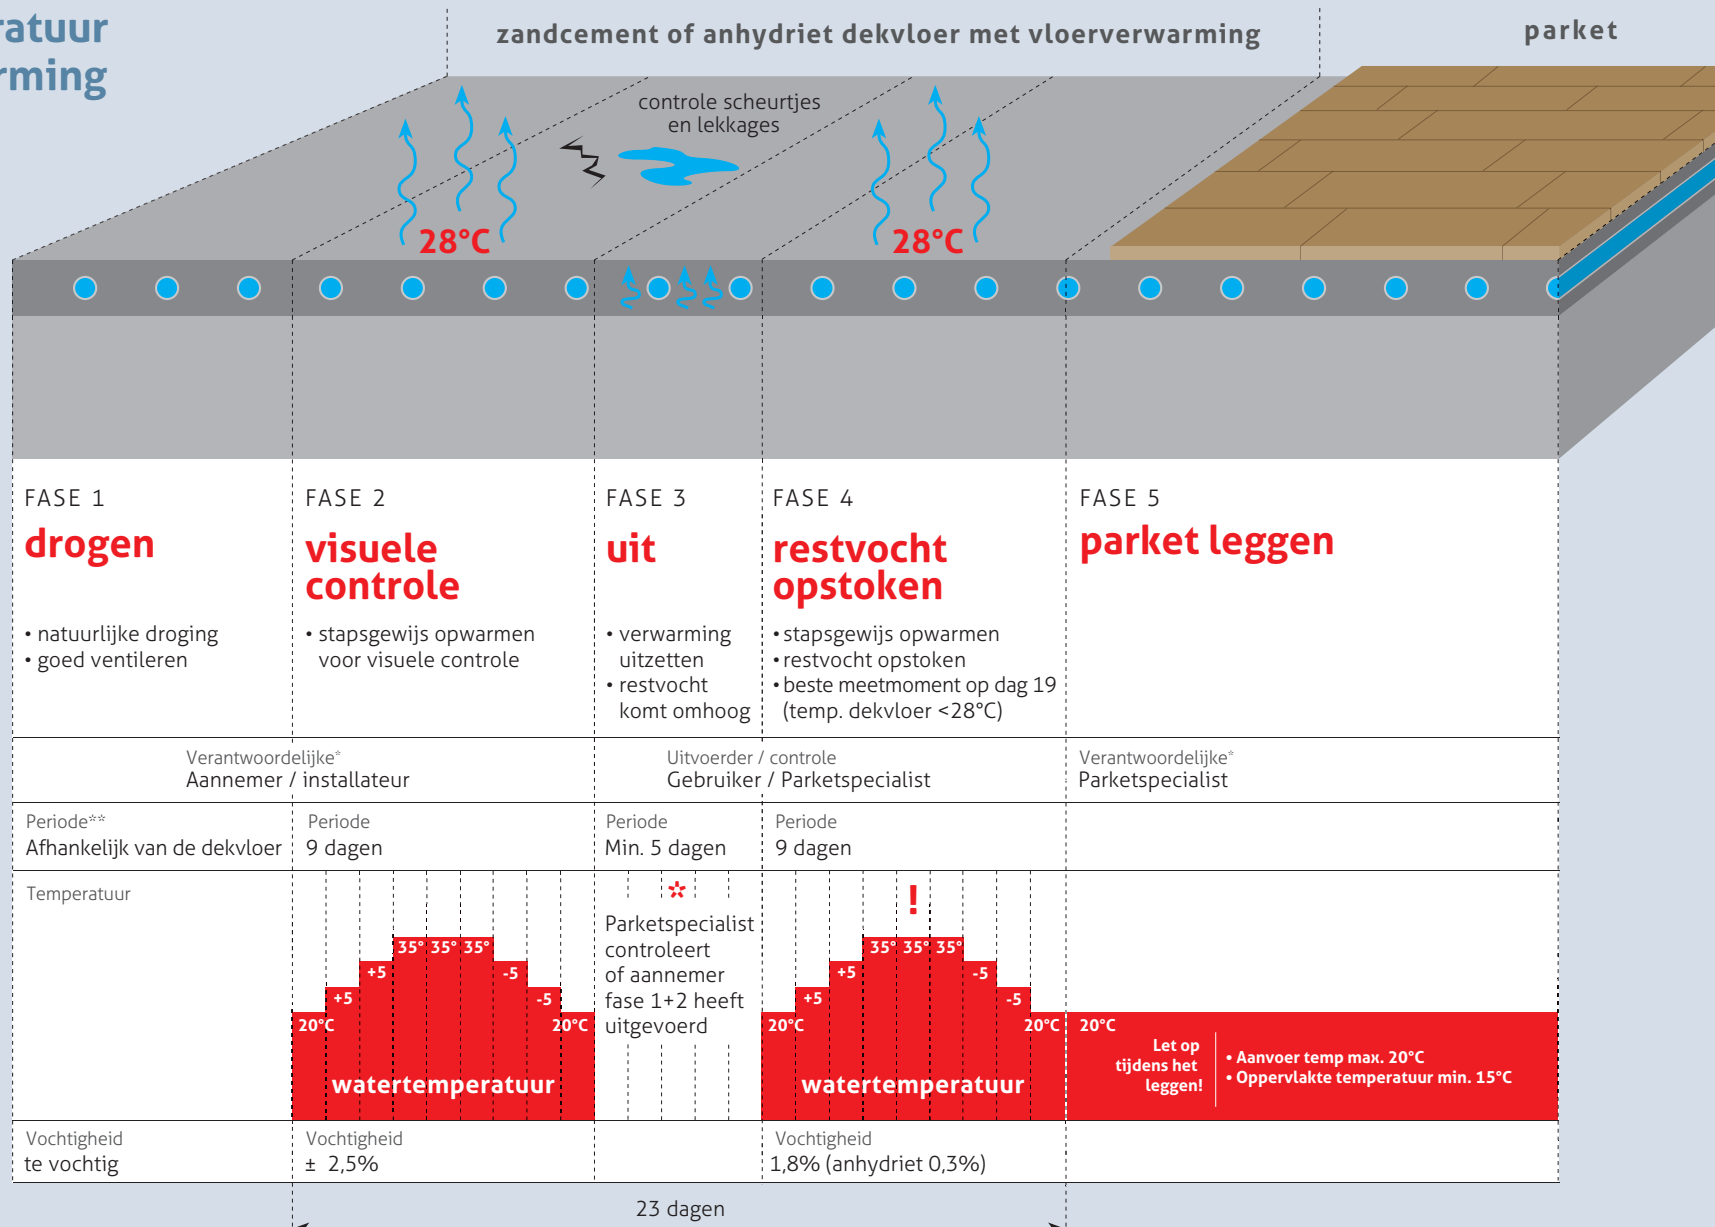 zandcement of anhydriet dekvloer met vloerverwarming
parket
controle scheurtjes
en lekkages
28°C
28°C
FASE 1
drogen
• natuurlijke droging
• goed ventileren
FASE 2
visuele
controle
• stapsgewijs opwarmen
voor visuele controle
FASE 3
uit
• verwarming
uitzetten
• restvocht
komt omhoog
FASE 4
restvocht
opstoken
• stapsgewijs opwarmen
• restvocht opstoken
• beste meetmoment op dag 19
(temp. dekvloer <28°C)
FASE 5
parket leggen
Verantwoordelijke*
Aannemer / installateur
Uitvoerder / controle
Gebruiker / Parketspecialist
Verantwoordelijke*
Parketspecialist
Periode**
Afhankelijk van de dekvloer
Periode
9 dagen
Periode
Min. 5 dagen
Periode
9 dagen
Temperatuur
20°C
+5
+5
35° 35° 35°
-5
-5
20°C
watertemperatuur
*
Parketspecialist
controleert
of aannemer
fase 1+2 heeft
uitgevoerd
!
20°C
+5
+5
35° 35° 35°
-5
-5
20°C
watertemperatuur
20°C
Let op
tijdens het
leggen!
• Aanvoer temp max. 20°C
• Oppervlakte temperatuur min. 15°C
Vochtigheid
te vochtig
Vochtigheid
± 2,5%
Vochtigheid
1,8% (anhydriet 0,3%)
23 dagen